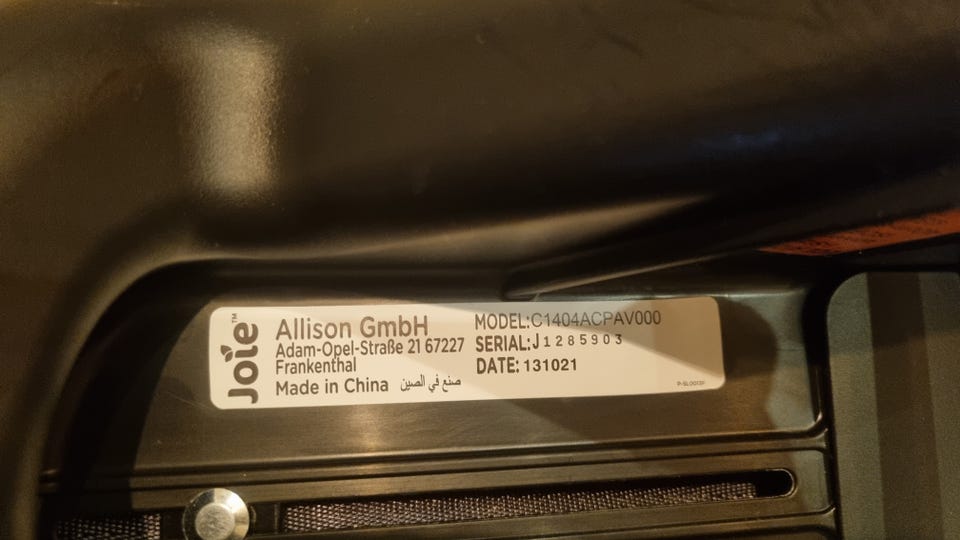 Joie™
Allison GmbH
Adam-Opel-Straße 21 67227
Frankenthal
Made in China صنع في الصين
MODEL:C1404ACPAV000
SERIAL:J1285903
DATE:131021